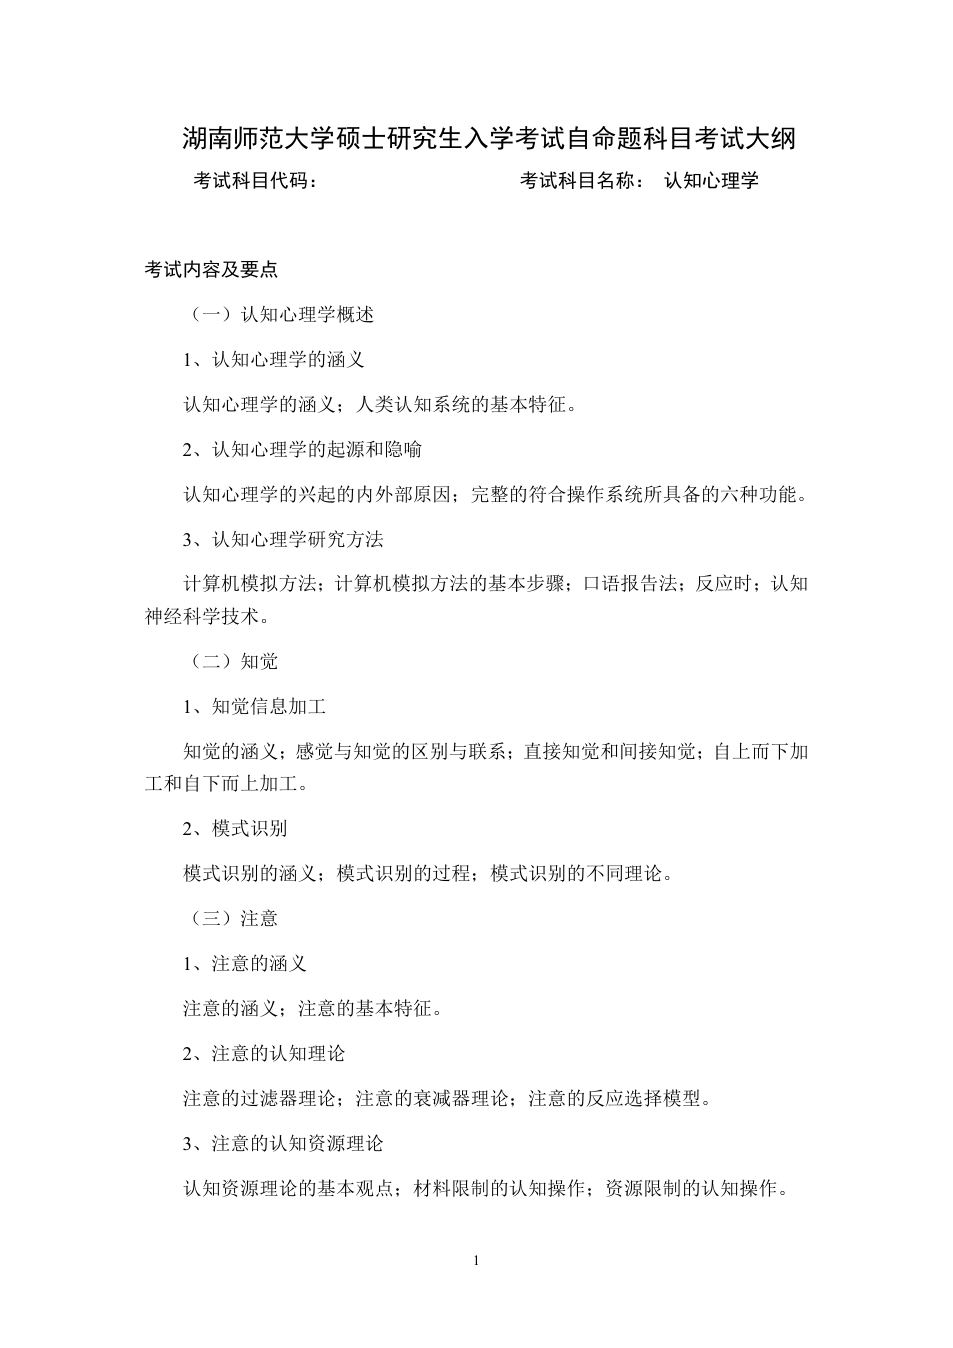 湖南师范大学硕士研究生入学考试自命题科目考试大纲
考试科目代码： 考试科目名称： 认知心理学
考试内容及要点
（一）认知心理学概述
1、认知心理学的涵义
认知心理学的涵义；人类认知系统的基本特征。
2、认知心理学的起源和隐喻
认知心理学的兴起的内外部原因；完整的符合操作系统所具备的六种功能。
3、认知心理学研究方法
计算机模拟方法；计算机模拟方法的基本步骤；口语报告法；反应时；认知
神经科学技术。
（二）知觉
1、知觉信息加工
知觉的涵义；感觉与知觉的区别与联系；直接知觉和间接知觉；自上而下加
工和自下而上加工。
2、模式识别
模式识别的涵义；模式识别的过程；模式识别的不同理论。
（三）注意
1、注意的涵义
注意的涵义；注意的基本特征。
2、注意的认知理论
注意的过滤器理论；注意的衰减器理论；注意的反应选择模型。
3、注意的认知资源理论
认知资源理论的基本观点；材料限制的认知操作；资源限制的认知操作。
1